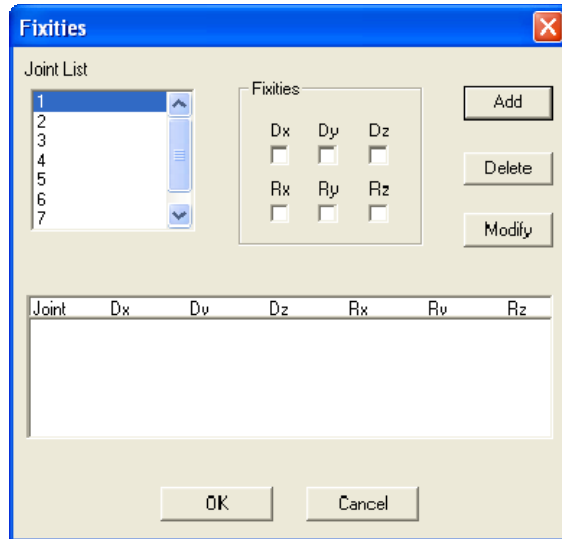 Fixities
Joint List
1
2
3
4
5
6
7
Fixities
Dx Dy Dz
Rx Ry Rz
Add
Delete
Modify
Joint Dx Dy Dz Rx Ry Rz
OK Cancel